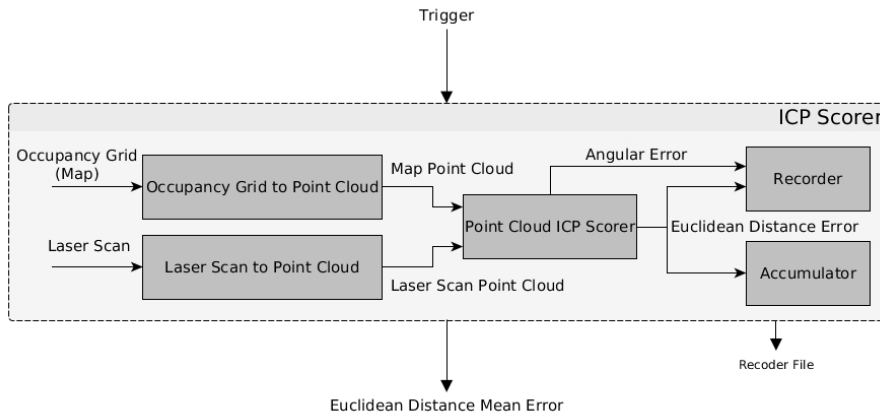 Trigger
ICP Scorer
Occupancy Grid
(Map)
Occupancy Grid to Point Cloud
Map Point Cloud
Angular Error
Recorder
Laser Scan
Laser Scan to Point Cloud
Point Cloud ICP Scorer
Euclidean Distance Error
Laser Scan Point Cloud
Accumulator
Recoder File
Euclidean Distance Mean Error